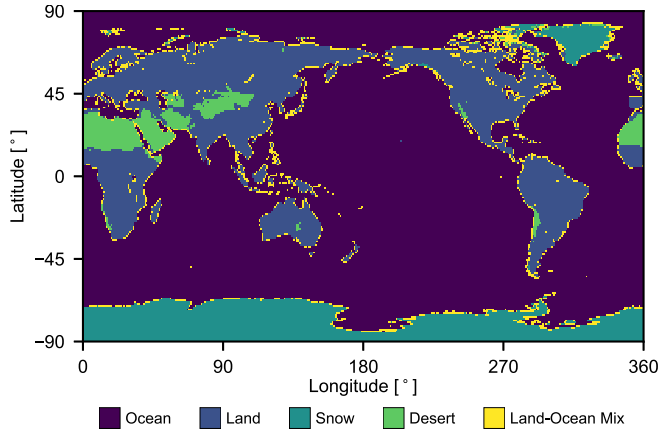 90
45
0
−45
−90
Latitude [ ° ]
0 90 180 270 360
Longitude [ ° ]
Ocean Land Snow Desert Land-Ocean Mix